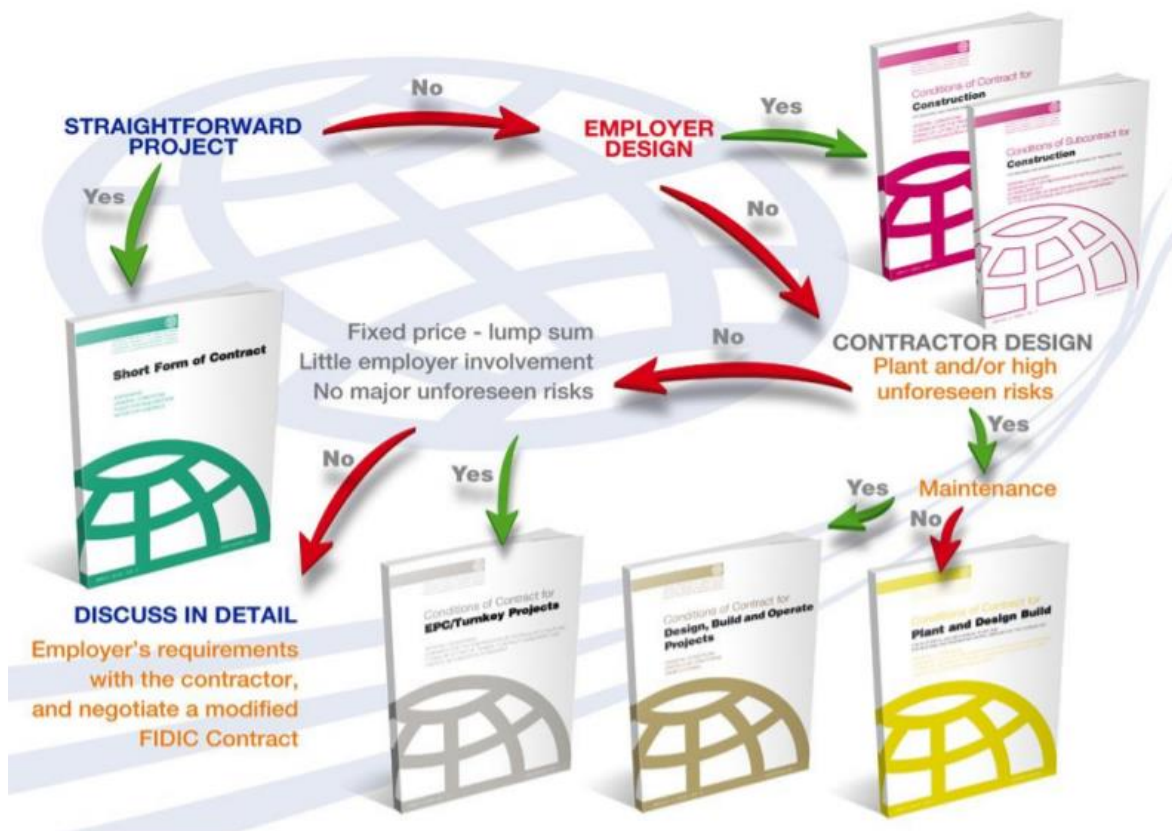 No
Yes
STRAIGHTFORWARD
PROJECT
EMPLOYER
DESIGN
Yes
No
Conditions of Contract for
Construction
Conditions of Subcontract for
Construction
Short Form of Contract
Fixed price - lump sum
Little employer involvement
No major unforeseen risks
No
CONTRACTOR DESIGN
Plant and/or high
unforeseen risks
Yes
No
Yes
Yes
Maintenance
No
DISCUSS IN DETAIL
Employer's requirements
with the contractor,
and negotiate a modified
FIDIC Contract
Conditions of Contract for
EPC/Turnkey Projects
Conditions of Contract for
Design, Build and Operate
Projects
Conditions of Contract for
Plant and Design Build